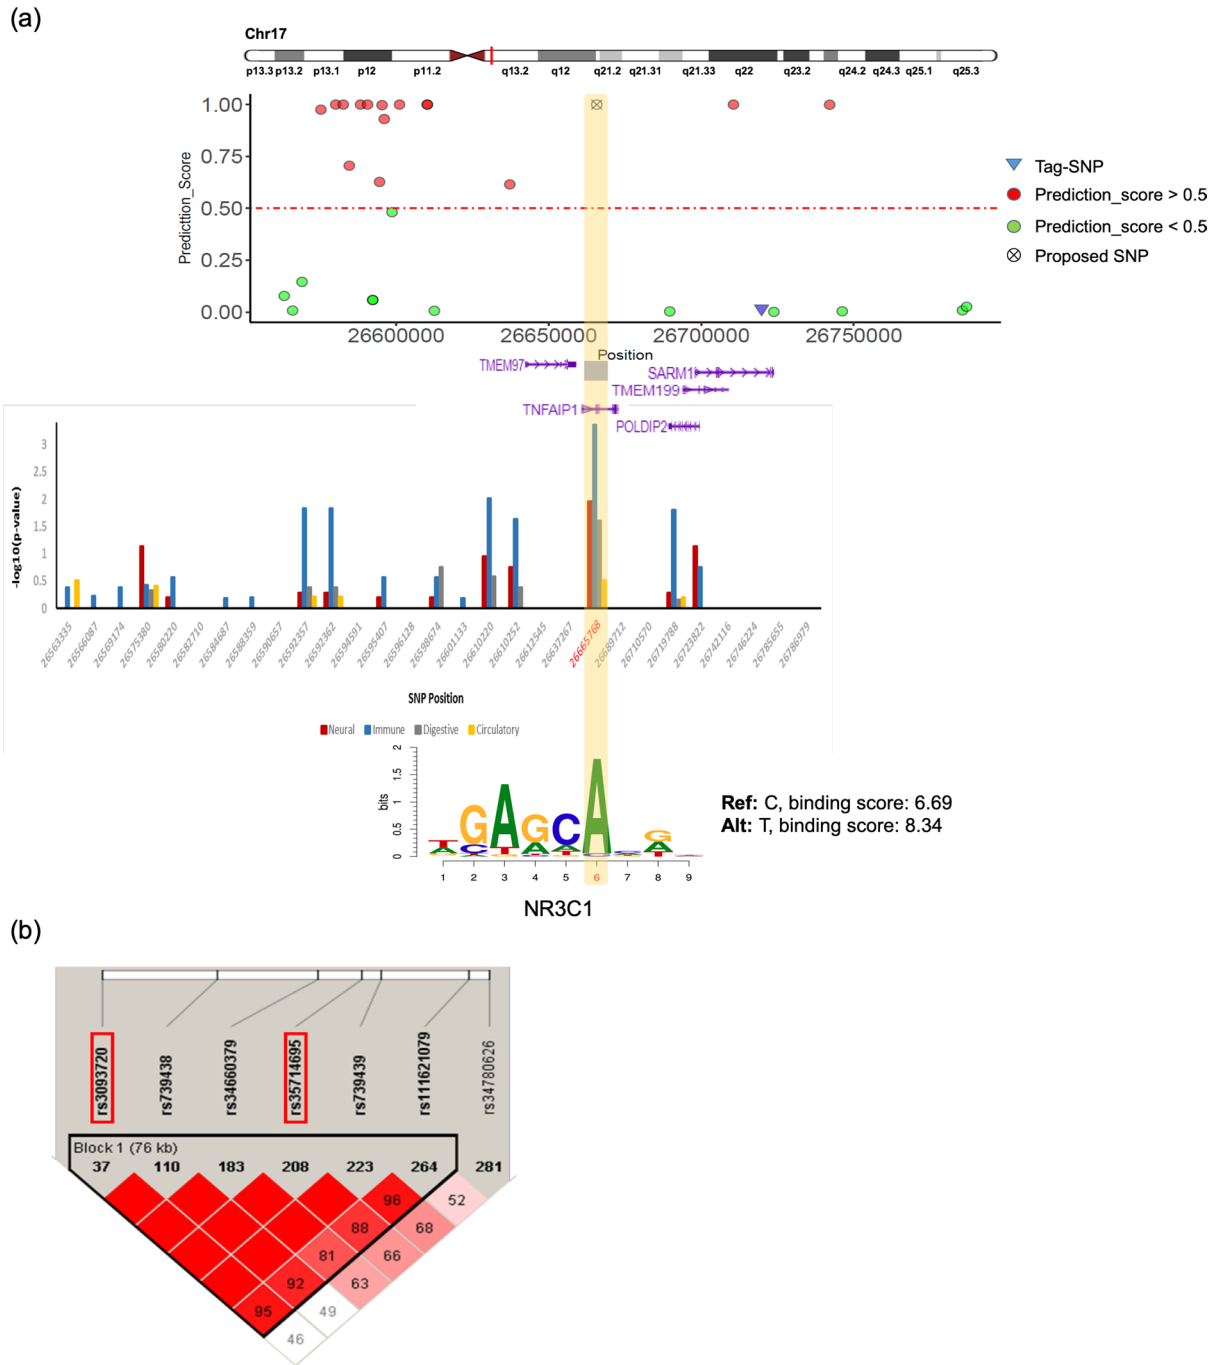 (a)
Chr17
p13.3 p13.2 p13.1 p12 p11.2 q13.2 q12 q21.2 q21.31 q21.33 q22 q23.2 q24.2 q24.3 q25.1 q25.3
Predicttion_Score
1.00
0.75
0.50
0.25
0.00
26600000 26650000 26700000 26750000
Position
Tag-SNP
Prediction_score > 0.5
Prediction_score < 0.5
Proposed SNP
TMEM97
SARM1
TMEM199
TNFAIP1
POLDIP2
-log10(p-value)
3
2.5
2
1.5
1
0.5
0
26563335 26566087 26569174 26575380 26580220 26582710 26584687 26588359 26590657 26592357 26592362 26594591 26595407 26596128 26598674 26601133 26610220 26610252 26612545 26637267 26665768 26689712 26710570 26719788 26723822 26742116 26746224 26785655 26786979
SNP Position
Neural Immune Digestive Circulatory
bits
2
1.5
1
0.5
0
T G A G C A G
1 2 3 4 5 6 7 8 9
NR3C1
Ref: C, binding score: 6.69
Alt: T, binding score: 8.34
(b)
rs3093720 rs739438 rs34660379 rs35714695 rs739439 rs111621079 rs34780626
Block 1 (76 kb)
37 110 183 208 223 264 281
96 52
88 68
81 66
92 63
95 49
46